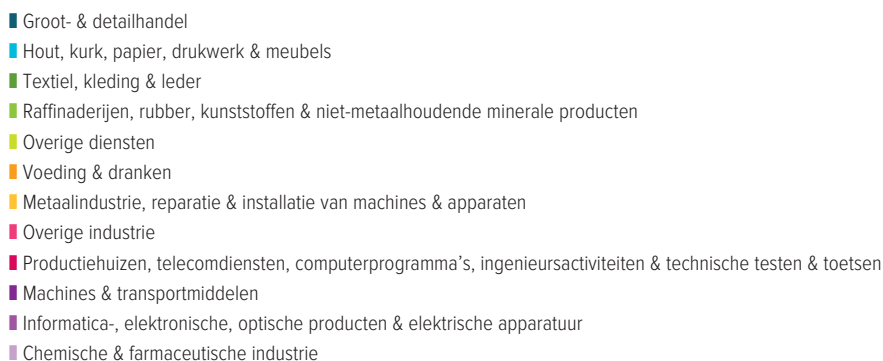 Groot- & detailhandel
Hout, kurk, papier, drukwerk & meubels
Textiel, kleding & leder
Raffinaderijen, rubber, kunststoffen & niet-metaalhoudende minerale producten
Overige diensten
Voeding & dranken
Metaalindustrie, reparatie & installatie van machines & apparaten
Overige industrie
Productiehuizen, telecomdiensten, computerprogramma's, ingenieursactiviteiten & technische testen & toetsen
Machines & transportmiddelen
Informatica-, elektronische, optische producten & elektrische apparatuur
Chemische & farmaceutische industrie